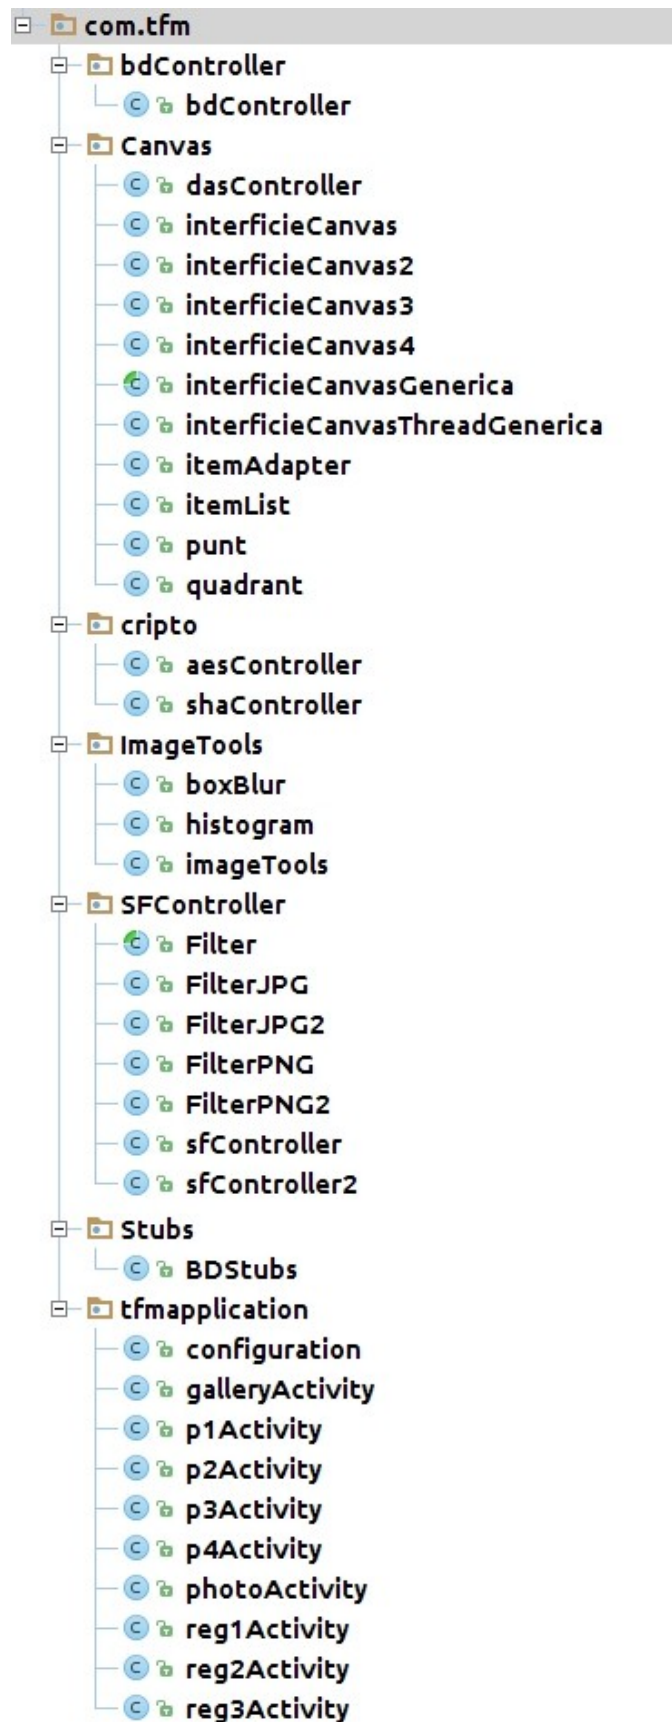 com.tfm
bdController
bdController
Canvas
dasController
interficieCanvas
interficieCanvas2
interficieCanvas3
interficieCanvas4
interficieCanvasGenerica
interficieCanvasThreadGenerica
itemAdapter
itemList
punt
quadrant
cripto
aesController
shaController
ImageTools
boxBlur
histogram
imageTools
SFController
Filter
FilterJPG
FilterJPG2
FilterPNG
FilterPNG2
sfController
sfController2
Stubs
BDStubs
tfmapplication
configuration
galleryActivity
p1Activity
p2Activity
p3Activity
p4Activity
photoActivity
reg1Activity
reg2Activity
reg3Activity